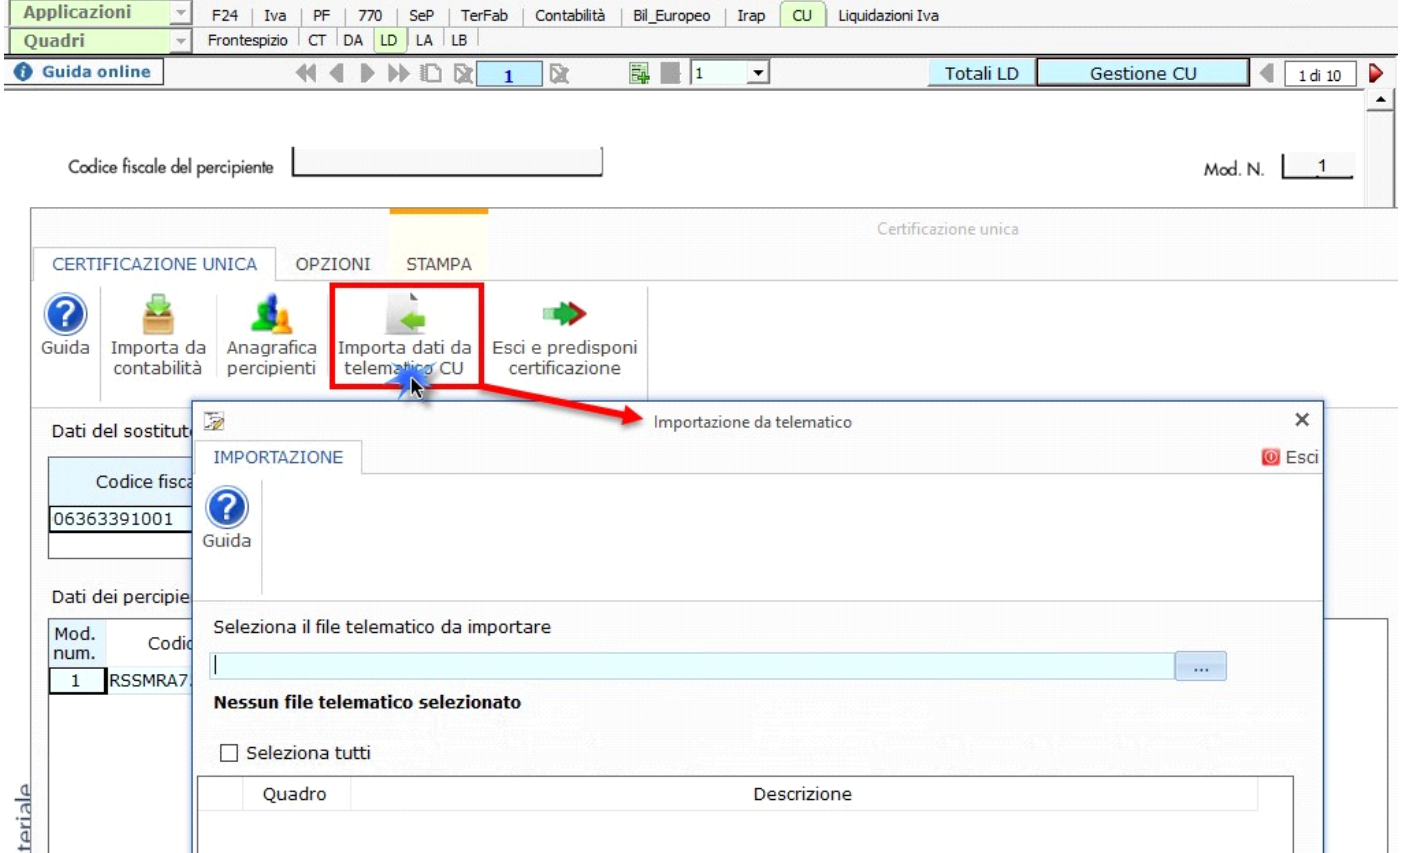 Applicazioni F24 Iva PF 770 SeP TerFab Contabilità Bil_Europeo Irap CU Liquidazioni Iva
Quadri Frontespizio CT DA LD LA LB
Guida online 1 1 Totali LD Gestione CU 1 di 10
Codice fiscale del percipiente Mod. N. 1
Certificazione unica
CERTIFICAZIONE UNICA OPZIONI STAMPA
Guida Importa da Anagrafica Importa dati da Esci e predisponi
contabilità percipienti telematico CU certificazione
Dati del sostitut
Importazione da telematico
IMPORTAZIONE Esci
Codice fisca
06363391001
Guida
Dati dei percipie
Seleziona il file telematico da importare
Mod.
num. Codic
...
1 RSSMRA7
Nessun file telematico selezionato
Seleziona tutti
Quadro Descrizione
teriale